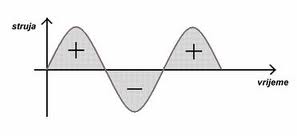 struja
+
+
−
vrijeme